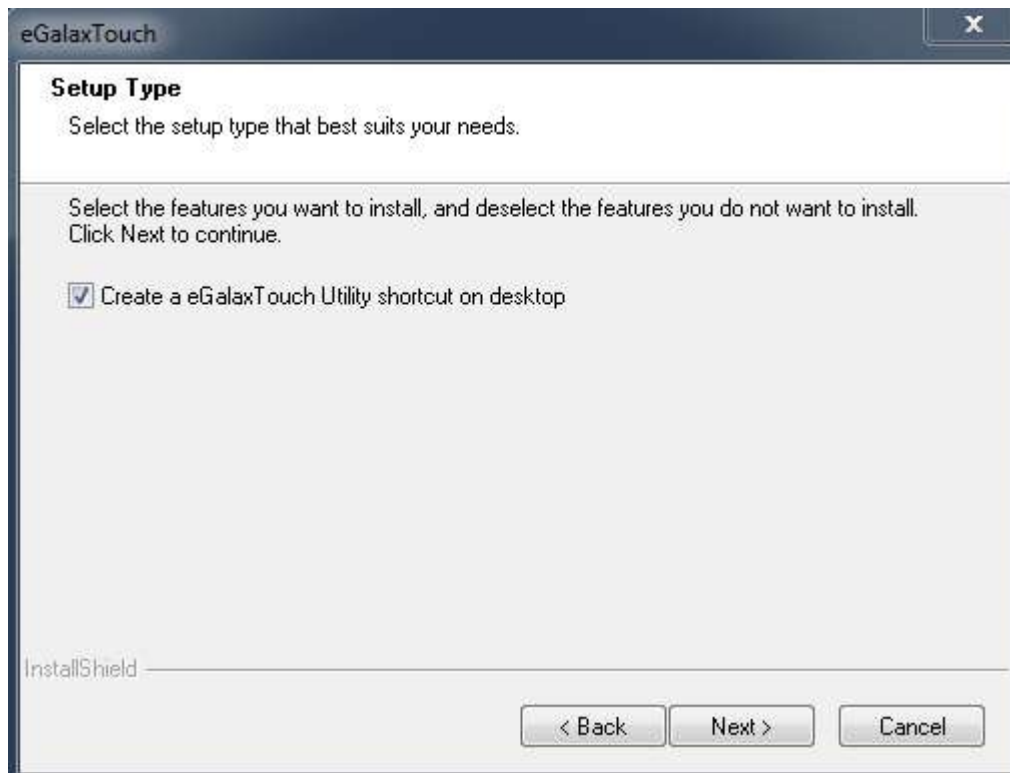 eGalaxTouch
X
Setup Type
Select the setup type that best suits your needs.
Select the features you want to install, and deselect the features you do not want to install.
Click Next to continue.
Create a eGalaxTouch Utility shortcut on desktop
InstallShield
< Back Next > Cancel